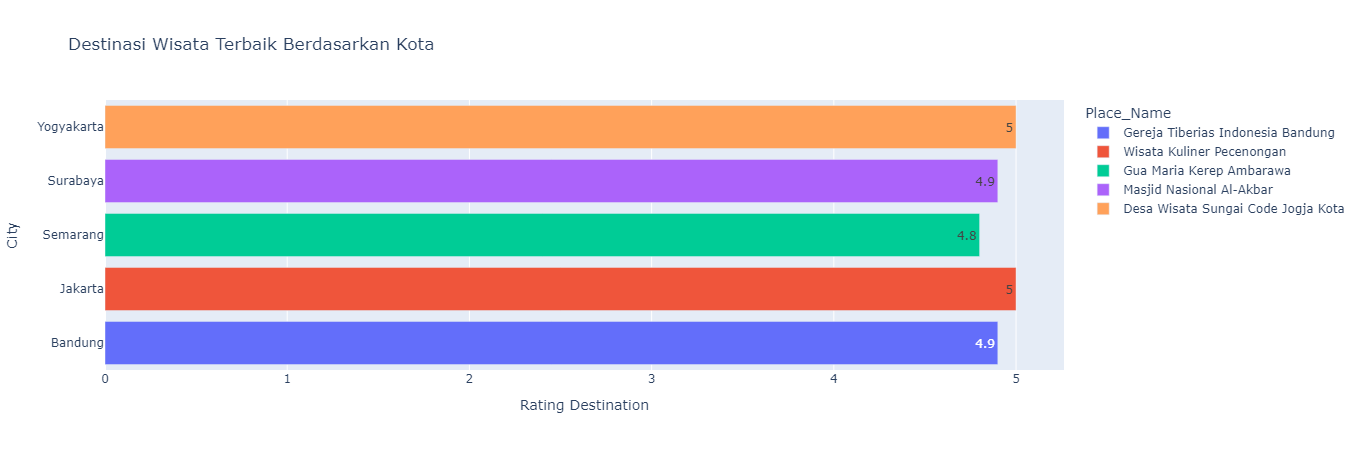 Destinasi Wisata Terbaik Berdasarkan Kota
City
Yogyakarta
5
Surabaya
4.9
Semarang
4.8
Jakarta
5
Bandung
4.9
0 1 2 3 4 5
Rating Destination
Place_Name
Gereja Tiberias Indonesia Bandung
Wisata Kuliner Pecenongan
Gua Maria Kerep Ambarawa
Masjid Nasional Al-Akbar
Desa Wisata Sungai Code Jogja Kota